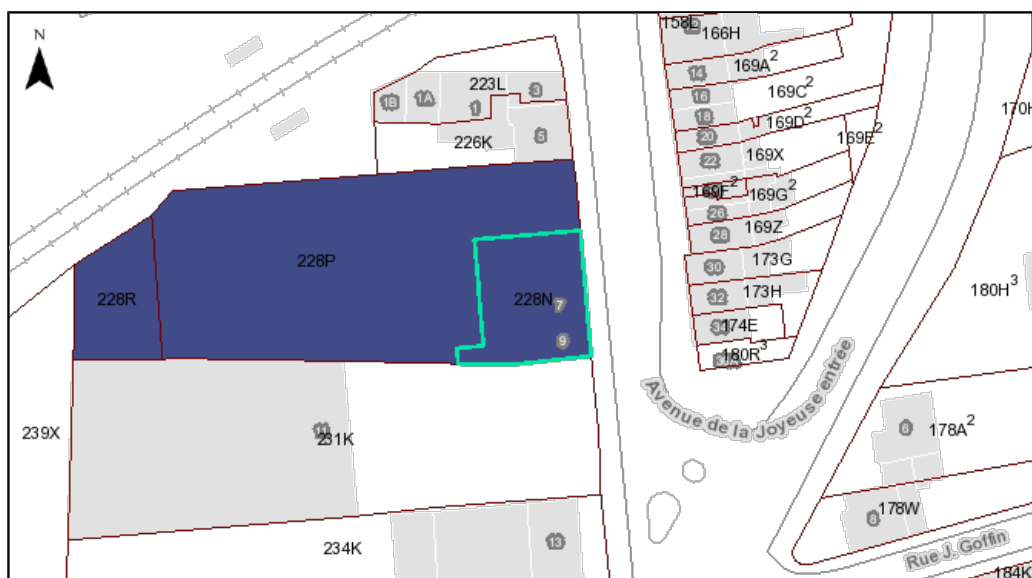 N
158L
166H
14
169A²
16
169C²
18
169D²
20
169E²
22
169X
169F²
169G²
26
28
169Z
30
173G
32
173H
174E
180R³
170H
180H³
1B
1A
223L
1
3
226K
5
228P
228R
228N
7
9
239X
11
231K
234K
13
Avenue de la Joyeuse entrée
6
178A²
8
178W
Rue J. Goffin
184K